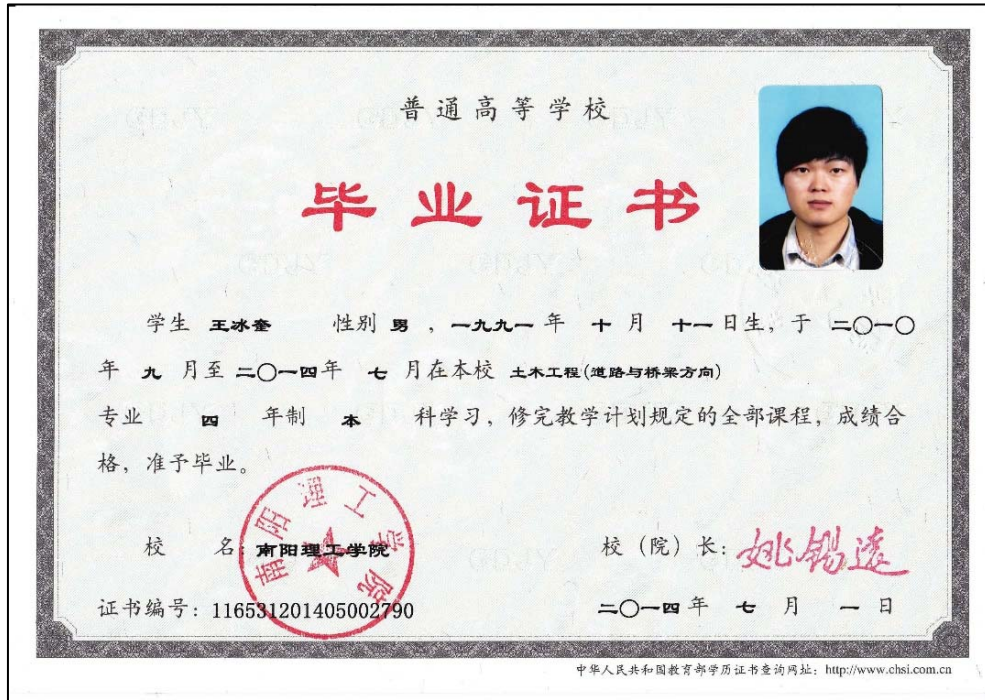 普通高等学校
毕业证书
学生 王冰奎 性别 男 ，一九九一 年 十 月 十一 日生，于 二〇一〇
年 九 月至 二〇一四年 七 月在本校 土木工程(道路与桥梁方向)
专业 四 年制 本 科学习，修完教学计划规定的全部课程，成绩合
格，准予毕业。
南阳理工学院
校 名：南阳理工学院 校（院）长：姚锡远
证书编号：116531201405002790 二〇一四年 七 月 一 日
中华人民共和国教育部学历证书查询网址：http://www.chsi.com.cn